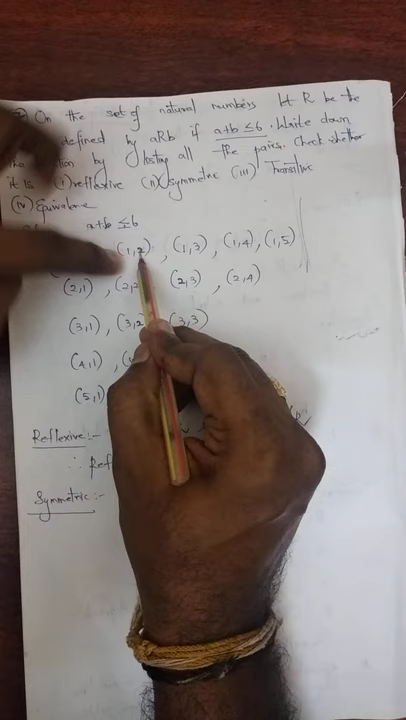 On the set of natural numbers let R be the
defined by aRb if a+b ≤ 6. Write down
by listing all the pairs. Check whether
it is (i) reflexive (ii) symmetric (iii) Transitive
(iv) Equivalence
a+b ≤ 6
(1,2), (1,3), (1,4), (1,5)
(2,1), (2,2 (2,3), (2,4)
(3,1), (3,2 (3,3)
(4,1),
(5,1)
Reflexive:-
∴ Ref
Symmetric:-